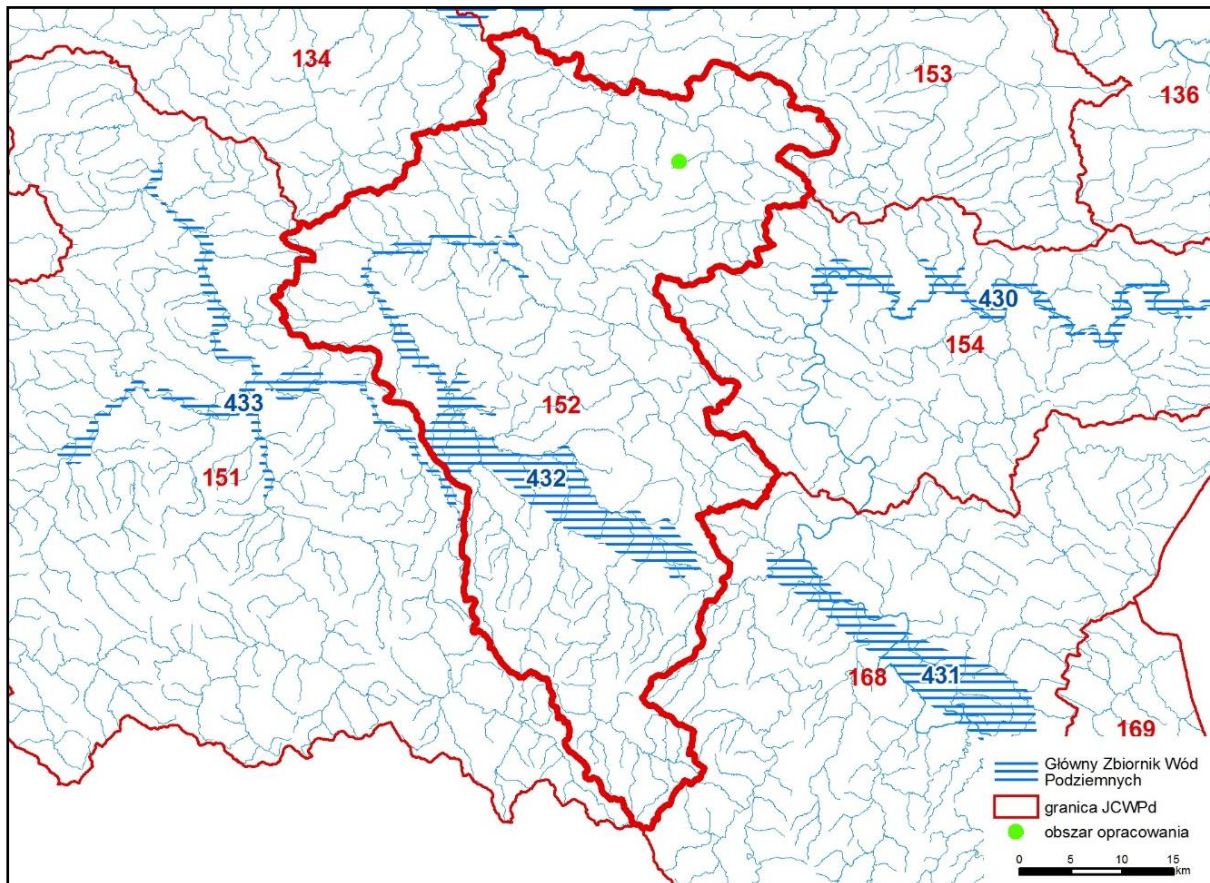 134
153
136
430
154
433
152
151
432
168
431
169
Główny Zbiornik Wód
Podziemnych
granica JCWPd
obszar opracowania
0 5 10 15
km